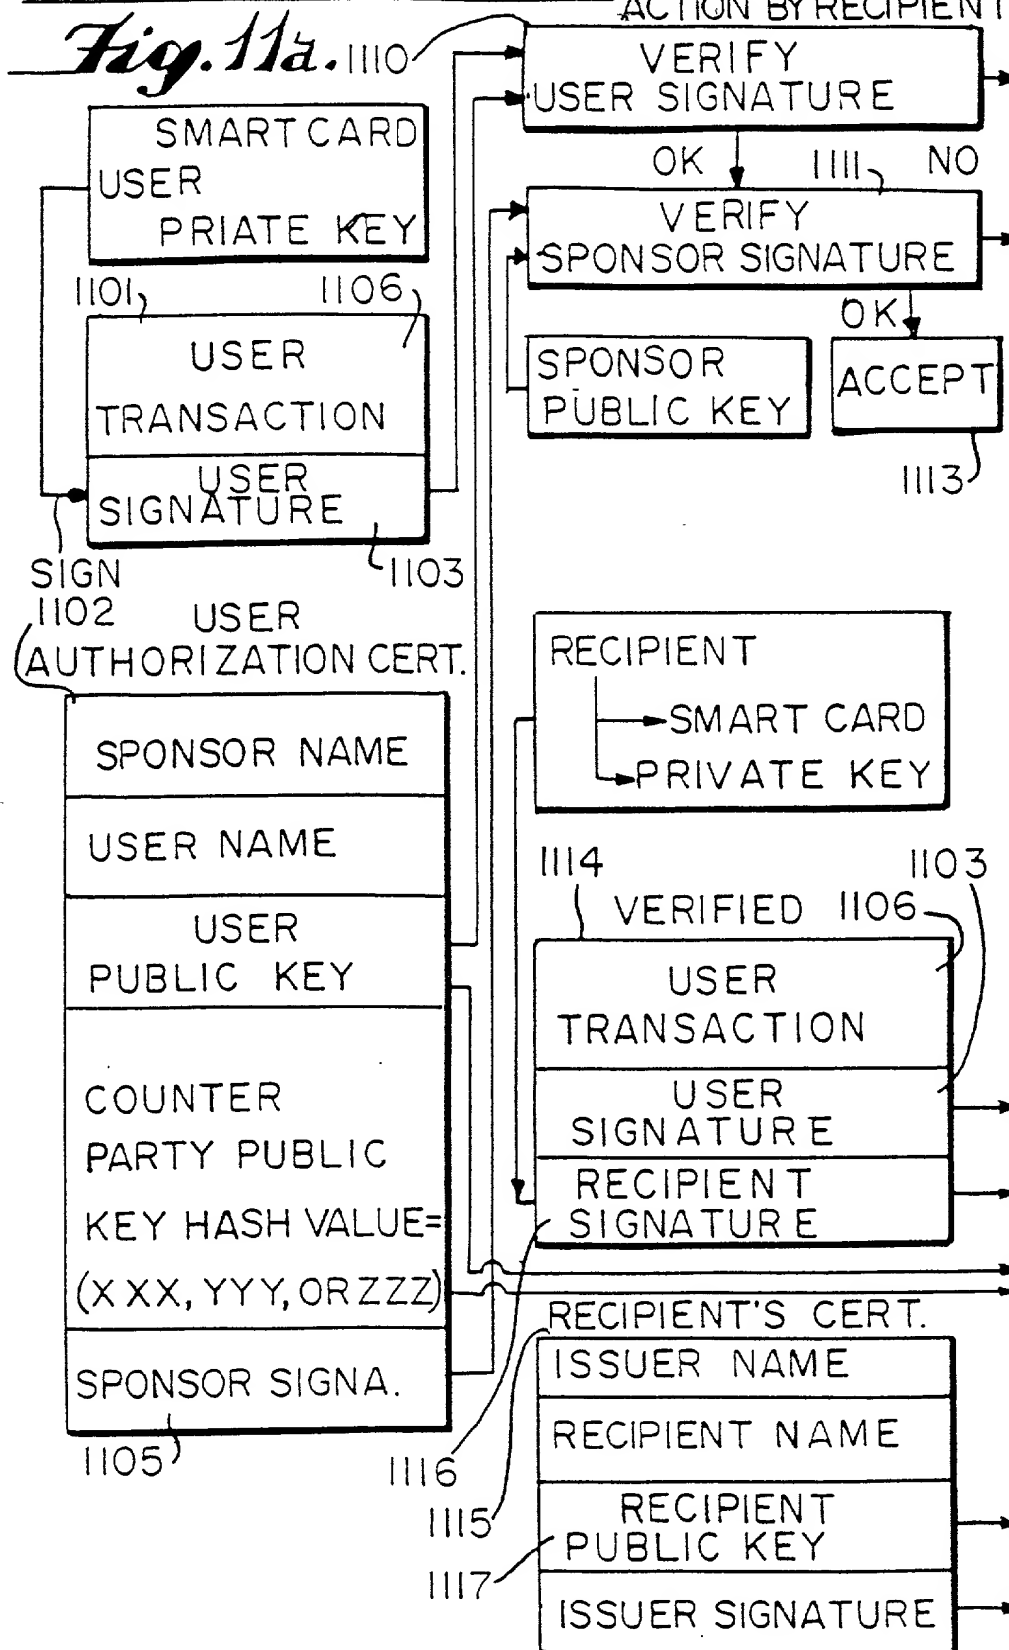 ACTION BY RECIPIENT
Fig. 11a.
1110
VERIFY
USER SIGNATURE
SMART CARD
USER
PRIATE KEY
OK
1111
NO
VERIFY
SPONSOR SIGNATURE
1101
1106
OK
USER
TRANSACTION
SPONSOR
PUBLIC KEY
ACCEPT
USER
SIGNATURE
1113
SIGN
1103
1102
USER
AUTHORIZATION CERT.
SPONSOR NAME
USER NAME
USER
PUBLIC KEY
COUNTER
PARTY PUBLIC
KEY HASH VALUE=
(XXX, YYY, OR ZZZ)
SPONSOR SIGNA.
1105
RECIPIENT
SMART CARD
PRIVATE KEY
1114
1103
VERIFIED
1106
USER
TRANSACTION
USER
SIGNATURE
RECIPIENT
SIGNATURE
RECIPIENT'S CERT.
ISSUER NAME
RECIPIENT NAME
1116
1115
RECIPIENT
PUBLIC KEY
1117
ISSUER SIGNATURE